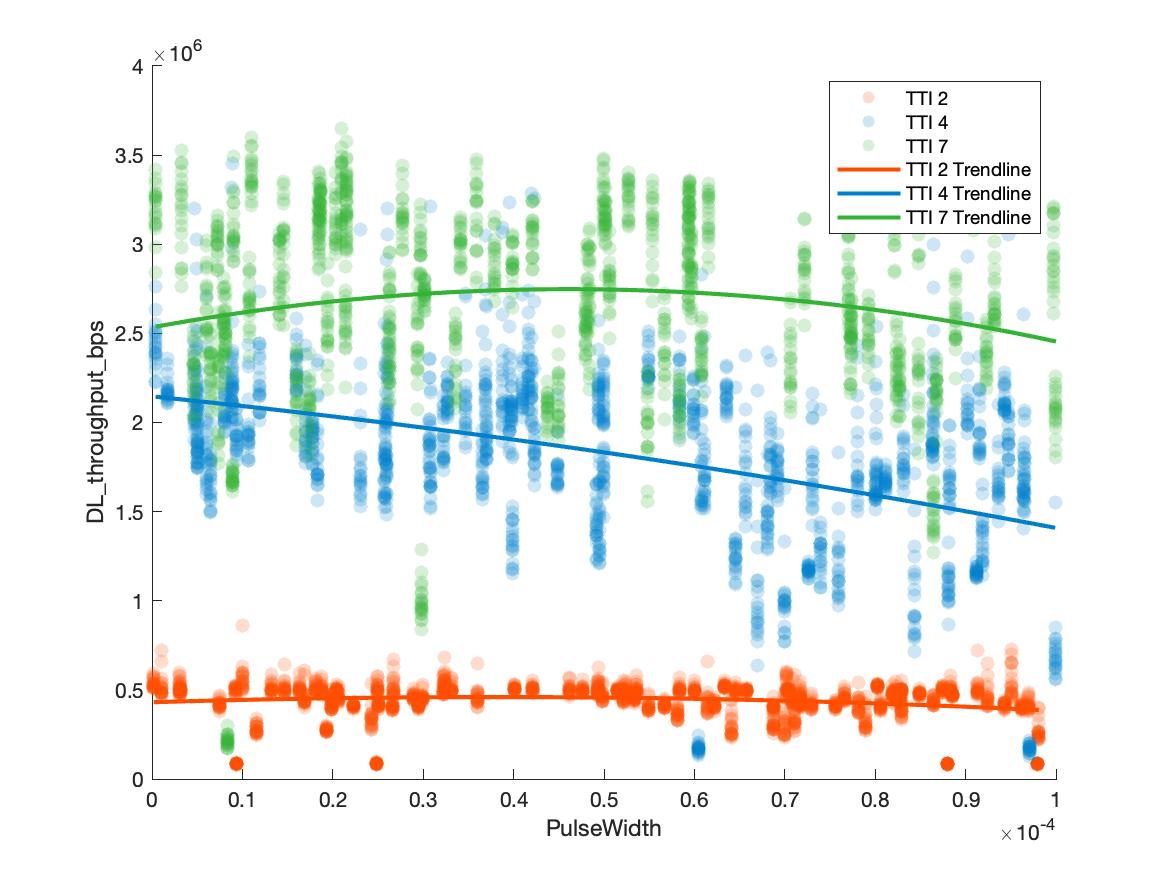 ×10⁶
4
3.5
3
2.5
2
1.5
1
0.5
0
DL_throughput_bps
TTI 2
TTI 4
TTI 7
TTI 2 Trendline
TTI 4 Trendline
TTI 7 Trendline
0 0.1 0.2 0.3 0.4 0.5 0.6 0.7 0.8 0.9 1
PulseWidth
×10⁻⁴